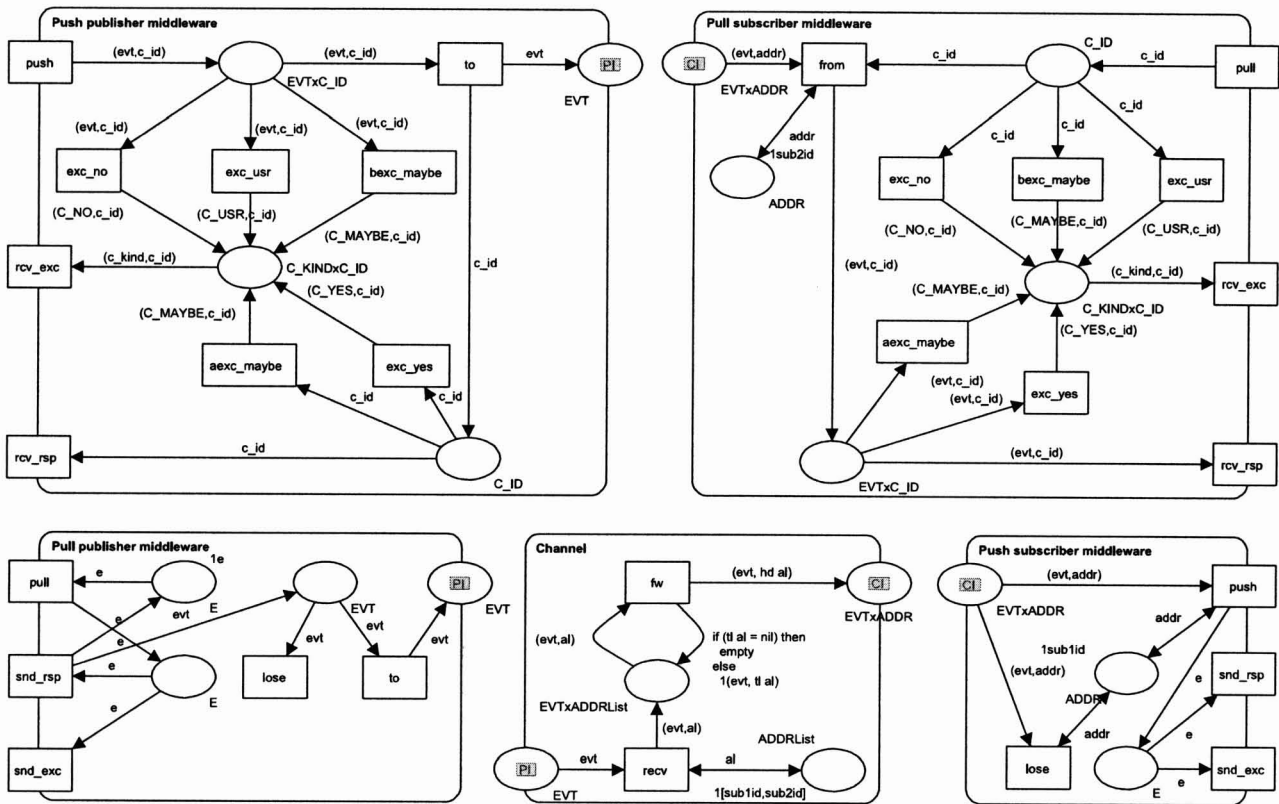 Push publisher middleware
push
(evt,c_id)
(evt,c_id)
to
evt
PI
EVTxC_ID
EVT
(evt,c_id)
(evt,c_id)
(evt,c_id)
exc_no
exc_usr
bexc_maybe
(C_NO,c_id)
(C_USR,c_id)
(C_MAYBE,c_id)
c_id
rcv_exc
(c_kind,c_id)
C_KINDxC_ID
(C_YES,c_id)
(C_MAYBE,c_id)
aexc_maybe
exc_yes
c_id
c_id
rcv_rsp
c_id
C_ID
Pull subscriber middleware
CI
(evt,addr)
from
c_id
C_ID
c_id
pull
EVTxADDR
addr
1sub2id
ADDR
c_id
c_id
c_id
exc_no
bexc_maybe
exc_usr
(C_NO,c_id)
(C_MAYBE,c_id)
(C_USR,c_id)
(evt,c_id)
(C_MAYBE,c_id)
(c_kind,c_id)
rcv_exc
C_KINDxC_ID
(C_YES,c_id)
aexc_maybe
(evt,c_id)
(evt,c_id)
exc_yes
(evt,c_id)
rcv_rsp
EVTxC_ID
Pull publisher middleware
pull
e
1e
E
PI
EVT
e
evt
EVT
e
snd_rsp
e
evt
evt
evt
lose
to
E
e
snd_exc
Channel
fw
(evt, hd al)
CI
EVTxADDR
(evt,al)
if (tl al = nil) then
empty
else
1(evt, tl al)
EVTxADDRList
(evt,al)
ADDRList
PI
evt
recv
al
EVT
1[sub1id,sub2id]
Push subscriber middleware
CI
(evt,addr)
push
EVTxADDR
addr
1sub1id
(evt,addr)
snd_rsp
ADDR
e
addr
e
lose
E
e
snd_exc